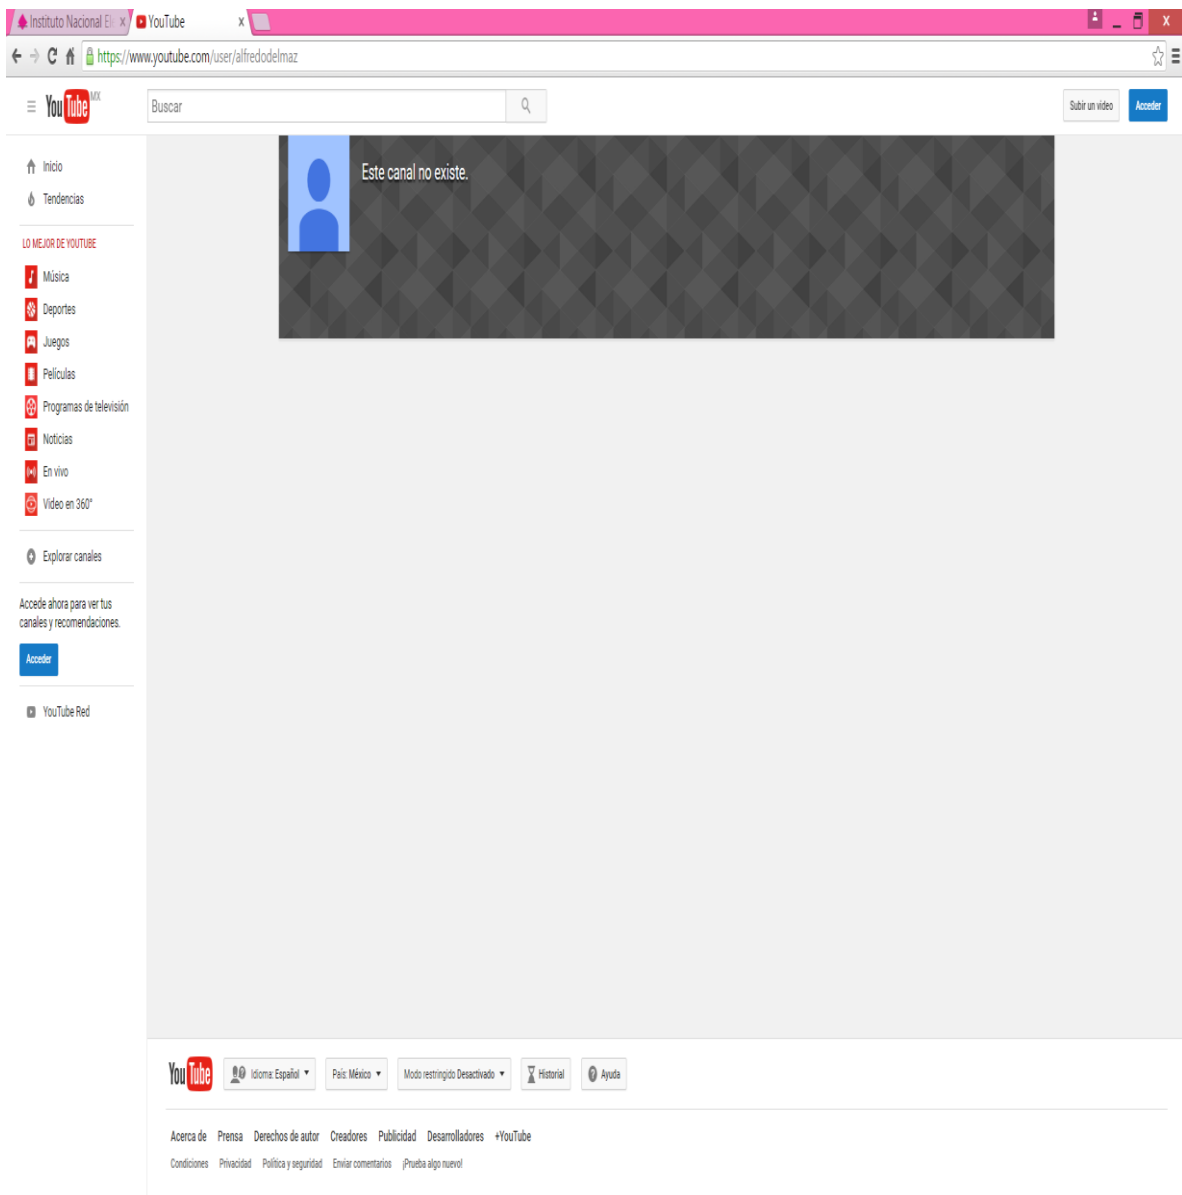 Instituto Nacional El
YouTube
https://www.youtube.com/user/alfredodelmaz
YouTube MX
Buscar
Subir un video
Acceder
Inicio
Tendencias
LO MEJOR DE YOUTUBE
Música
Deportes
Juegos
Películas
Programas de televisión
Noticias
En vivo
Video en 360°
Explorar canales
Accede ahora para ver tus
canales y recomendaciones.
Acceder
YouTube Red
Este canal no existe.
YouTube
Idioma: Español
País: México
Modo restringido Desactivado
Historial
Ayuda
Acerca de Prensa Derechos de autor Creadores Publicidad Desarrolladores +YouTube
Condiciones Privacidad Política y seguridad Enviar comentarios ¡Prueba algo nuevo!